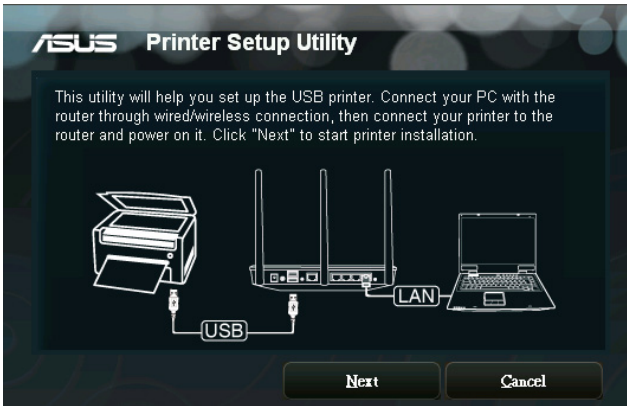 ASUS Printer Setup Utility
This utility will help you set up the USB printer. Connect your PC with the
router through wired/wireless connection, then connect your printer to the
router and power on it. Click "Next" to start printer installation.
LAN
USB
Next Cancel